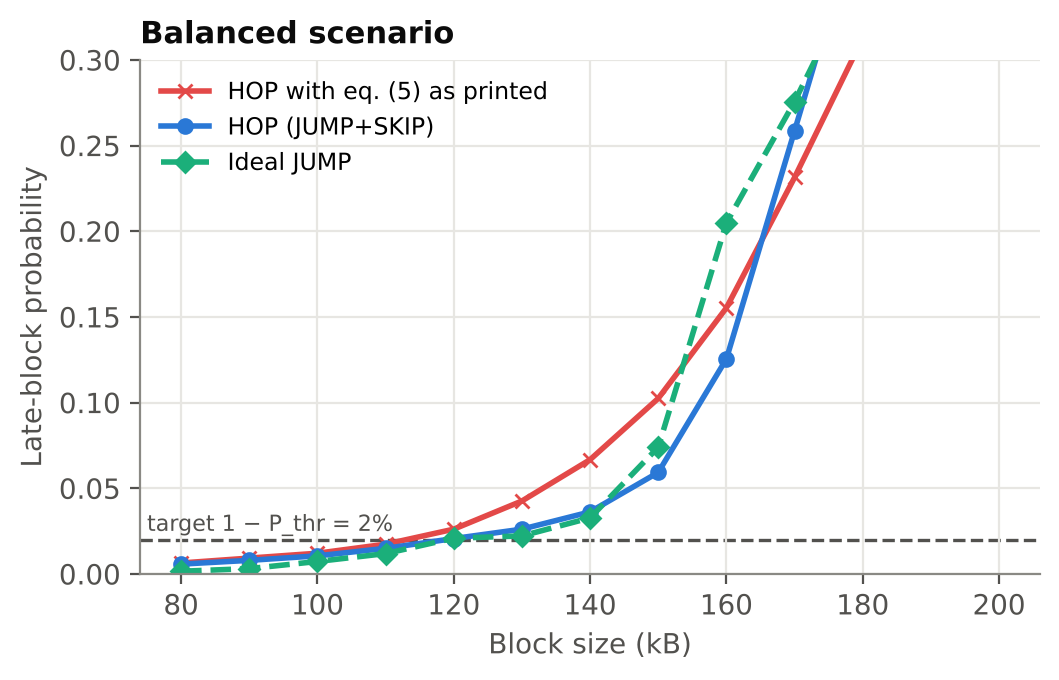 Balanced scenario
HOP with eq. (5) as printed
HOP (JUMP+SKIP)
Ideal JUMP
Late-block probability
0.30
0.25
0.20
0.15
0.10
0.05
0.00
target 1 − P_thr = 2%
80 100 120 140 160 180 200
Block size (kB)